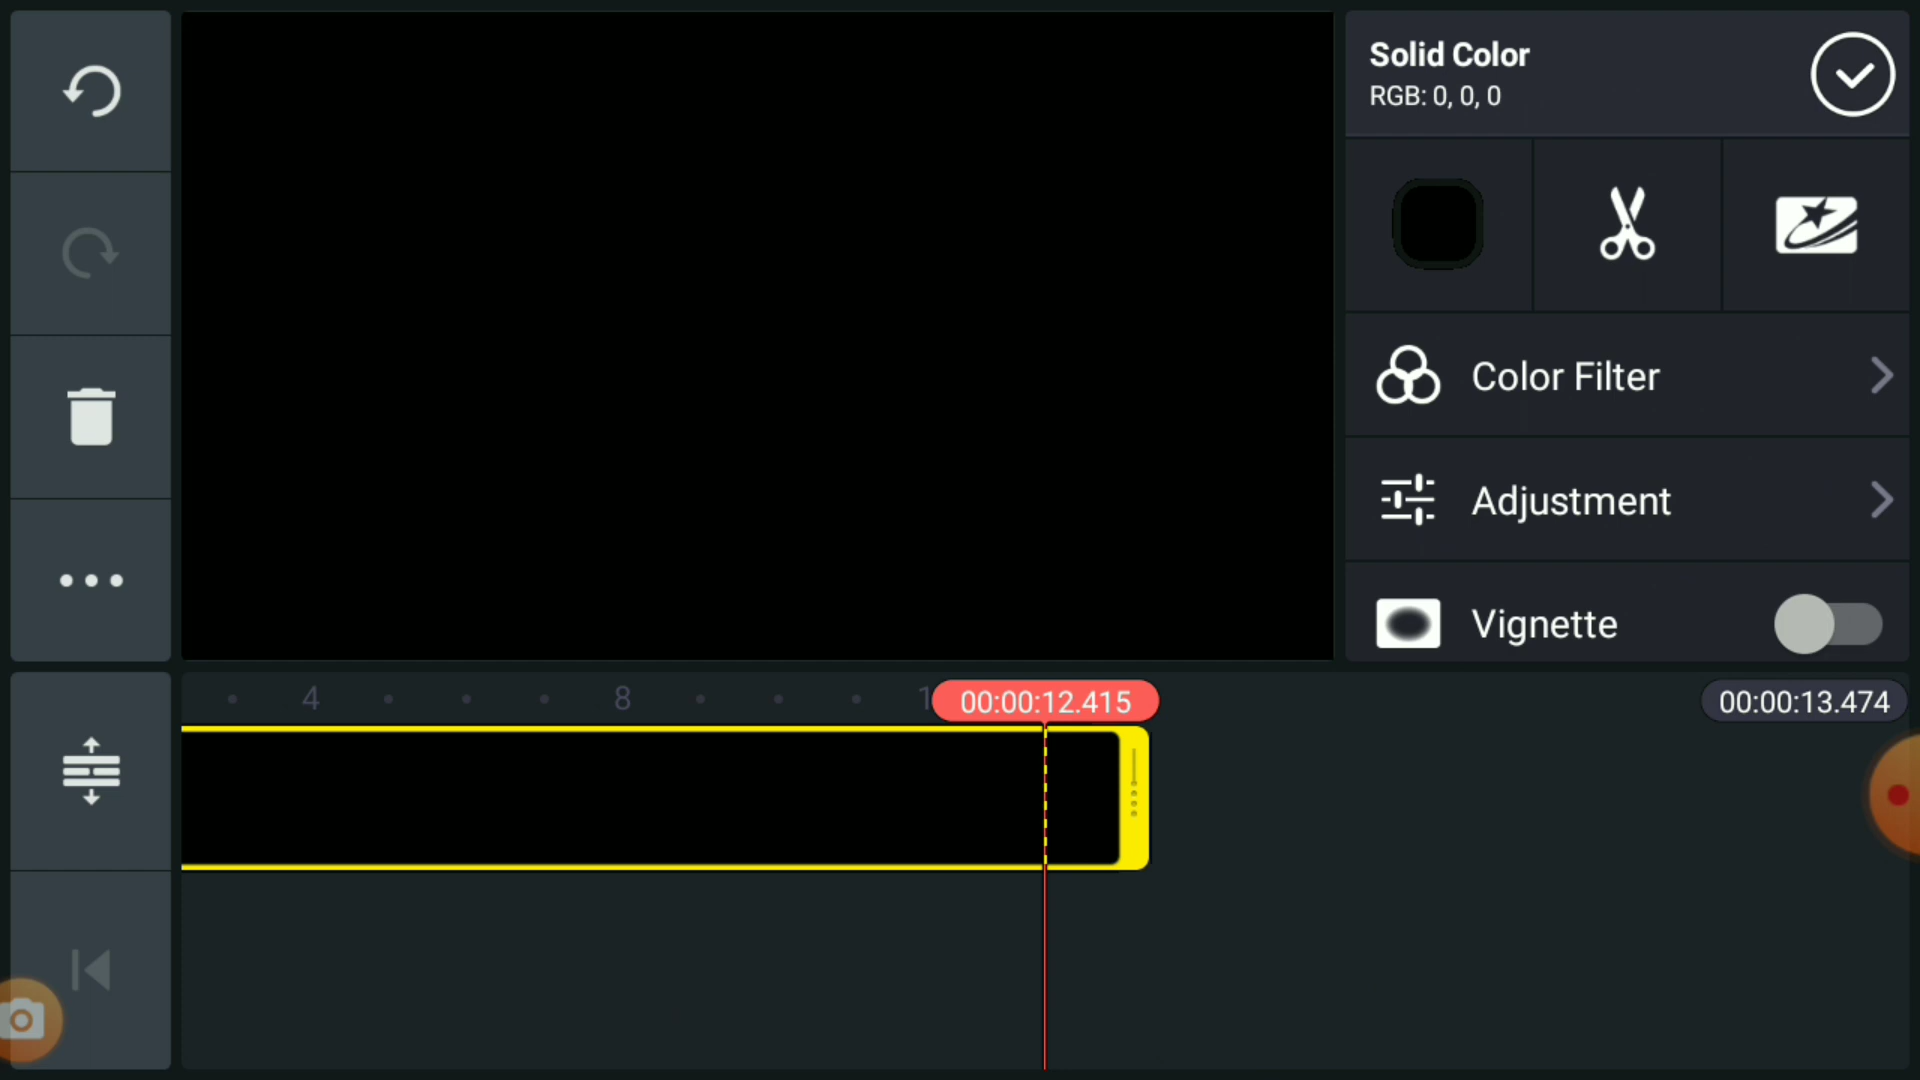 Solid Color
RGB: 0, 0, 0
Color Filter
Adjustment
Vignette
4
8
00:00:12.415
00:00:13.474